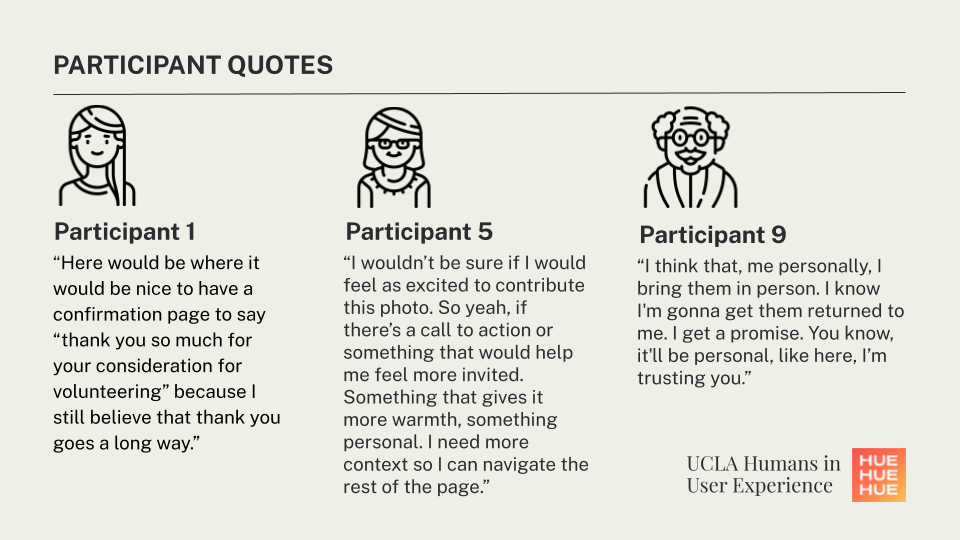 PARTICIPANT QUOTES
Participant 1
“Here would be where it
would be nice to have a
confirmation page to say
“thank you so much for
your consideration for
volunteering” because I
still believe that thank you
goes a long way.”
Participant 5
“I wouldn’t be sure if I would
feel as excited to contribute
this photo. So yeah, if
there’s a call to action or
something that would help
me feel more invited.
Something that gives it
more warmth, something
personal. I need more
context so I can navigate the
rest of the page.”
Participant 9
“I think that, me personally, I
bring them in person. I know
I'm gonna get them returned to
me. I get a promise. You know,
it'll be personal, like here, I’m
trusting you.”
UCLA Humans in
User Experience
HUE
HUE
HUE